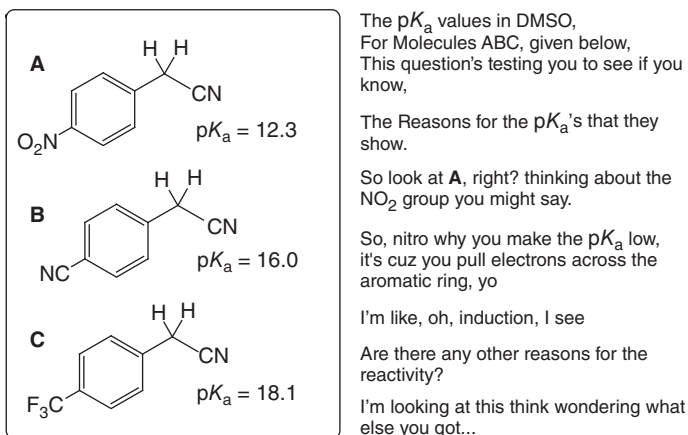 A
H H
CN
O₂N
pKₐ = 12.3
B
H H
CN
NC
pKₐ = 16.0
C
H H
CN
F₃C
pKₐ = 18.1
The pKₐ values in DMSO,
For Molecules ABC, given below,
This question's testing you to see if you
know,
The Reasons for the pKₐ's that they
show.
So look at A, right? thinking about the
NO₂ group you might say.
So, nitro why you make the pKₐ low,
it's cuz you pull electrons across the
aromatic ring, yo
I'm like, oh, induction, I see
Are there any other reasons for the
reactivity?
I'm looking at this think wondering what
else you got...